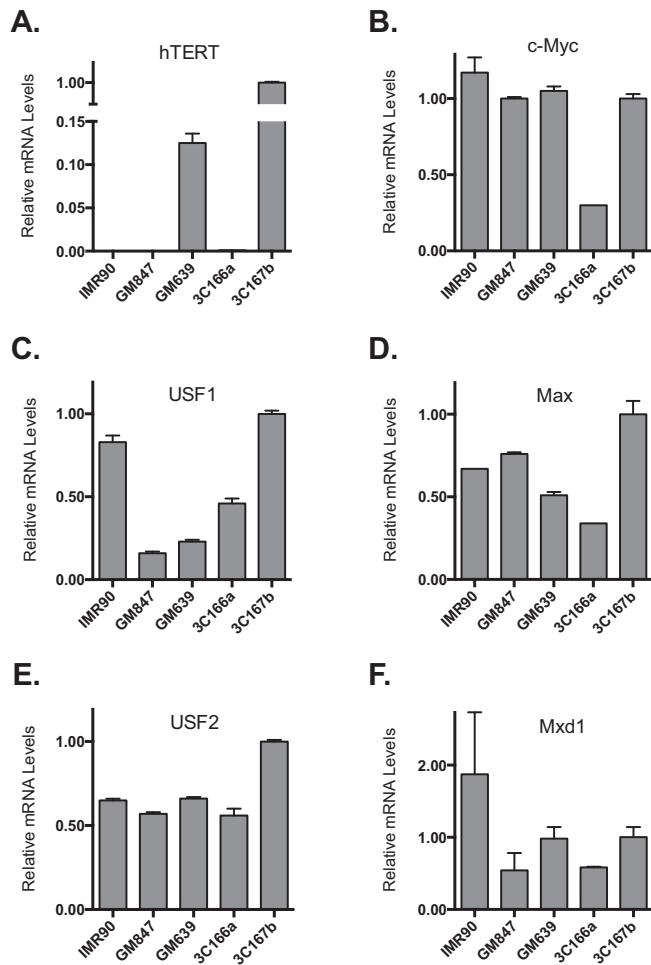 A.
hTERT
Relative mRNA Levels
1.00
0.15
0.10
0.05
0.00
IMR90
GM847
GM639
3C166a
3C167b
B.
c-Myc
Relative mRNA Levels
1.00
0.50
0.00
IMR90
GM847
GM639
3C166a
3C167b
C.
USF1
Relative mRNA Levels
1.00
0.50
0.00
IMR90
GM847
GM639
3C166a
3C167b
D.
Max
Relative mRNA Levels
1.00
0.50
0.00
IMR90
GM847
GM639
3C166a
3C167b
E.
USF2
Relative mRNA Levels
1.00
0.50
0.00
IMR90
GM847
GM639
3C166a
3C167b
F.
Mxd1
Relative mRNA Levels
2.00
1.00
0.00
IMR90
GM847
GM639
3C166a
3C167b